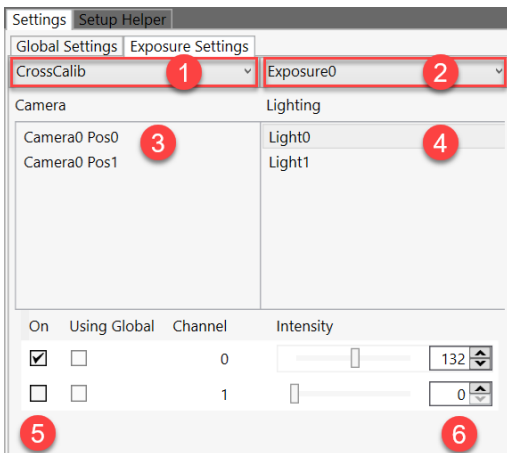 Settings Setup Helper
Global Settings Exposure Settings
CrossCalib 1 Exposure0 2
Camera Lighting
Camera0 Pos0 3 Light0 4
Camera0 Pos1 Light1
On Using Global Channel Intensity
0 132
1 0
5 6